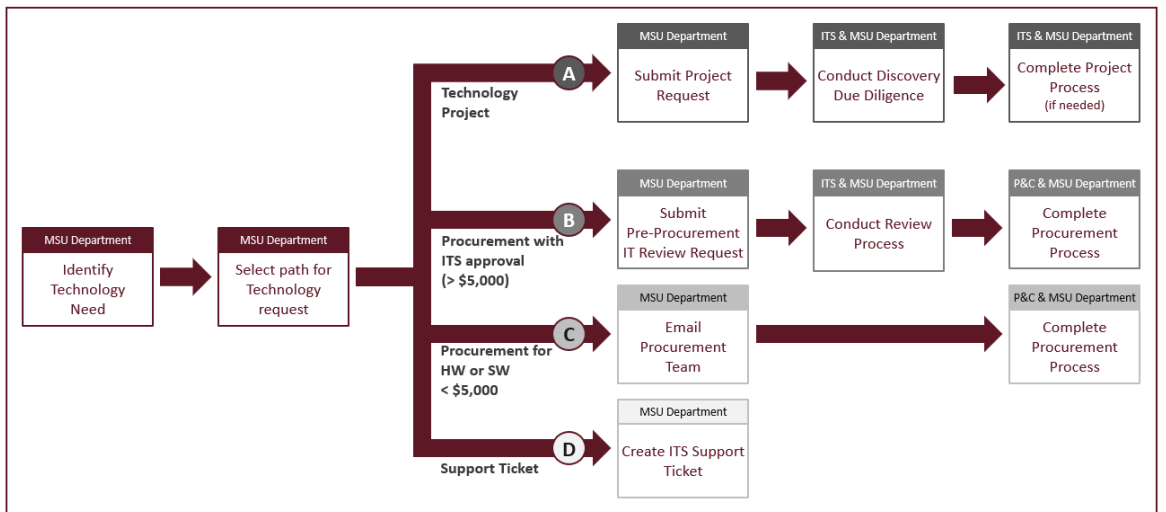 MSU Department
Identify
Technology
Need
MSU Department
Select path for
Technology
request
A
Technology
Project
MSU Department
Submit Project
Request
ITS & MSU Department
Conduct Discovery
Due Diligence
ITS & MSU Department
Complete Project
Process
(if needed)
B
Procurement with
ITS approval
(> $5,000)
MSU Department
Submit
Pre-Procurement
IT Review Request
ITS & MSU Department
Conduct Review
Process
P&C & MSU Department
Complete
Procurement
Process
C
Procurement for
HW or SW
< $5,000
MSU Department
Email
Procurement
Team
P&C & MSU Department
Complete
Procurement
Process
D
Support Ticket
MSU Department
Create ITS Support
Ticket